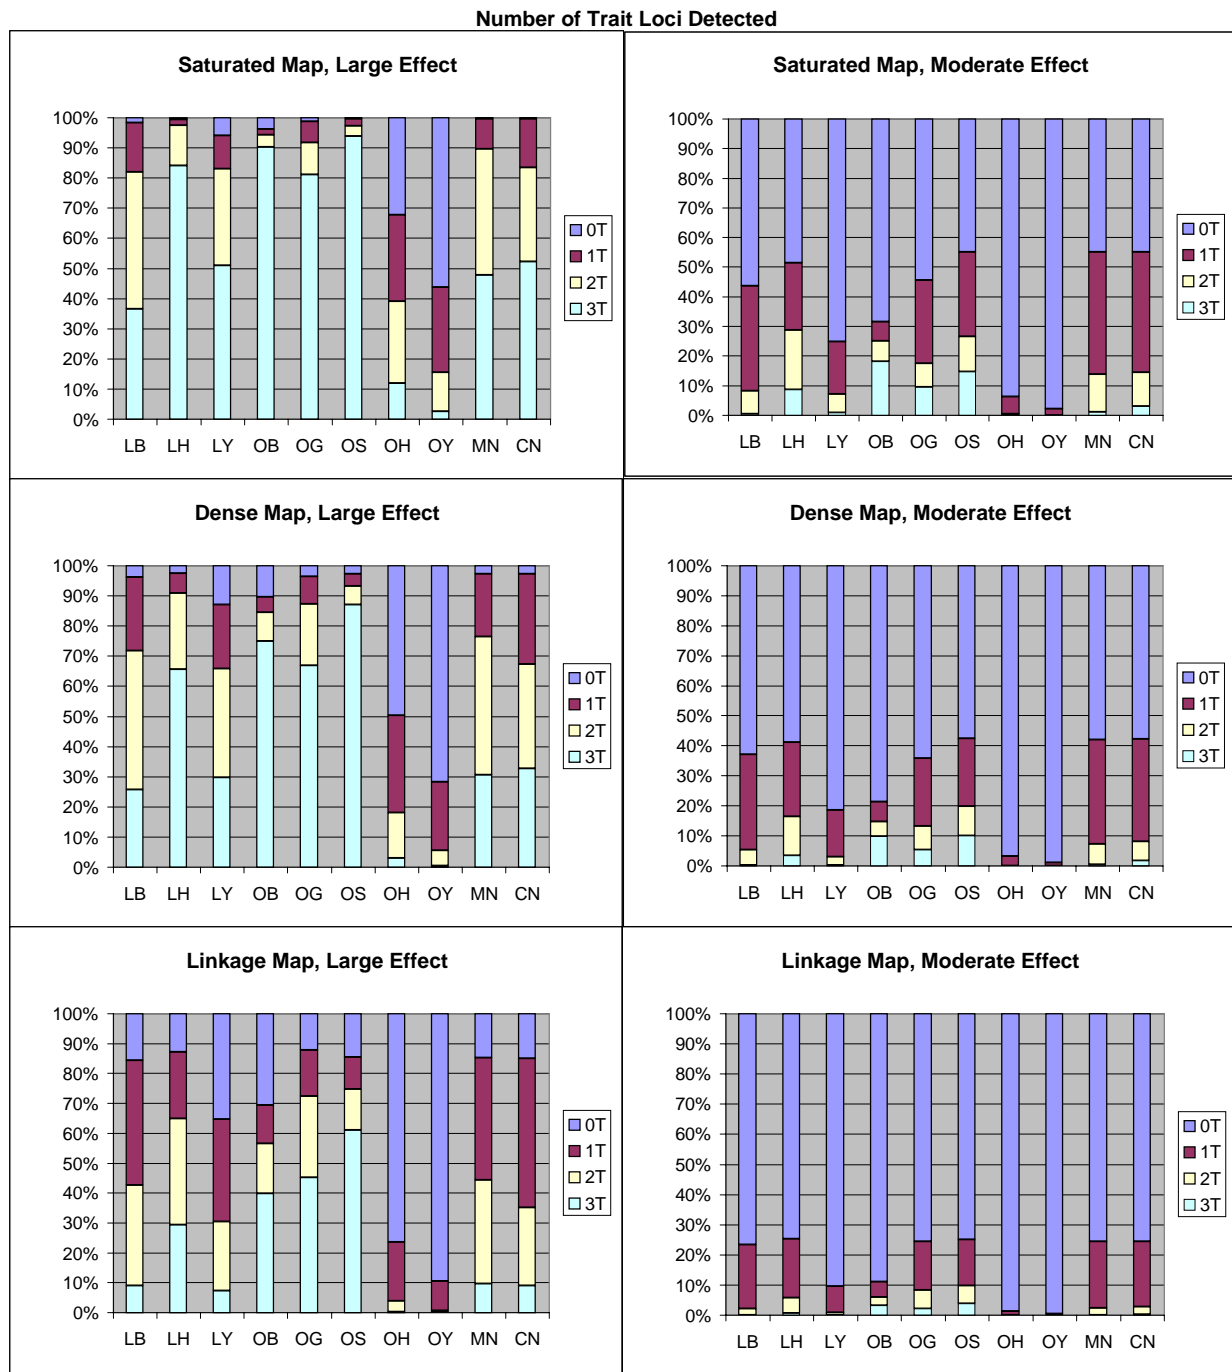 Number of Trait Loci Detected
Saturated Map, Large Effect
100%
90%
80%
70%
60%
50%
40%
30%
20%
10%
0%
LB LH LY OB OG OS OH OY MN CN
0T
1T
2T
3T
Saturated Map, Moderate Effect
100%
90%
80%
70%
60%
50%
40%
30%
20%
10%
0%
LB LH LY OB OG OS OH OY MN CN
0T
1T
2T
3T
Dense Map, Large Effect
100%
90%
80%
70%
60%
50%
40%
30%
20%
10%
0%
LB LH LY OB OG OS OH OY MN CN
0T
1T
2T
3T
Dense Map, Moderate Effect
100%
90%
80%
70%
60%
50%
40%
30%
20%
10%
0%
LB LH LY OB OG OS OH OY MN CN
0T
1T
2T
3T
Linkage Map, Large Effect
100%
90%
80%
70%
60%
50%
40%
30%
20%
10%
0%
LB LH LY OB OG OS OH OY MN CN
0T
1T
2T
3T
Linkage Map, Moderate Effect
100%
90%
80%
70%
60%
50%
40%
30%
20%
10%
0%
LB LH LY OB OG OS OH OY MN CN
0T
1T
2T
3T